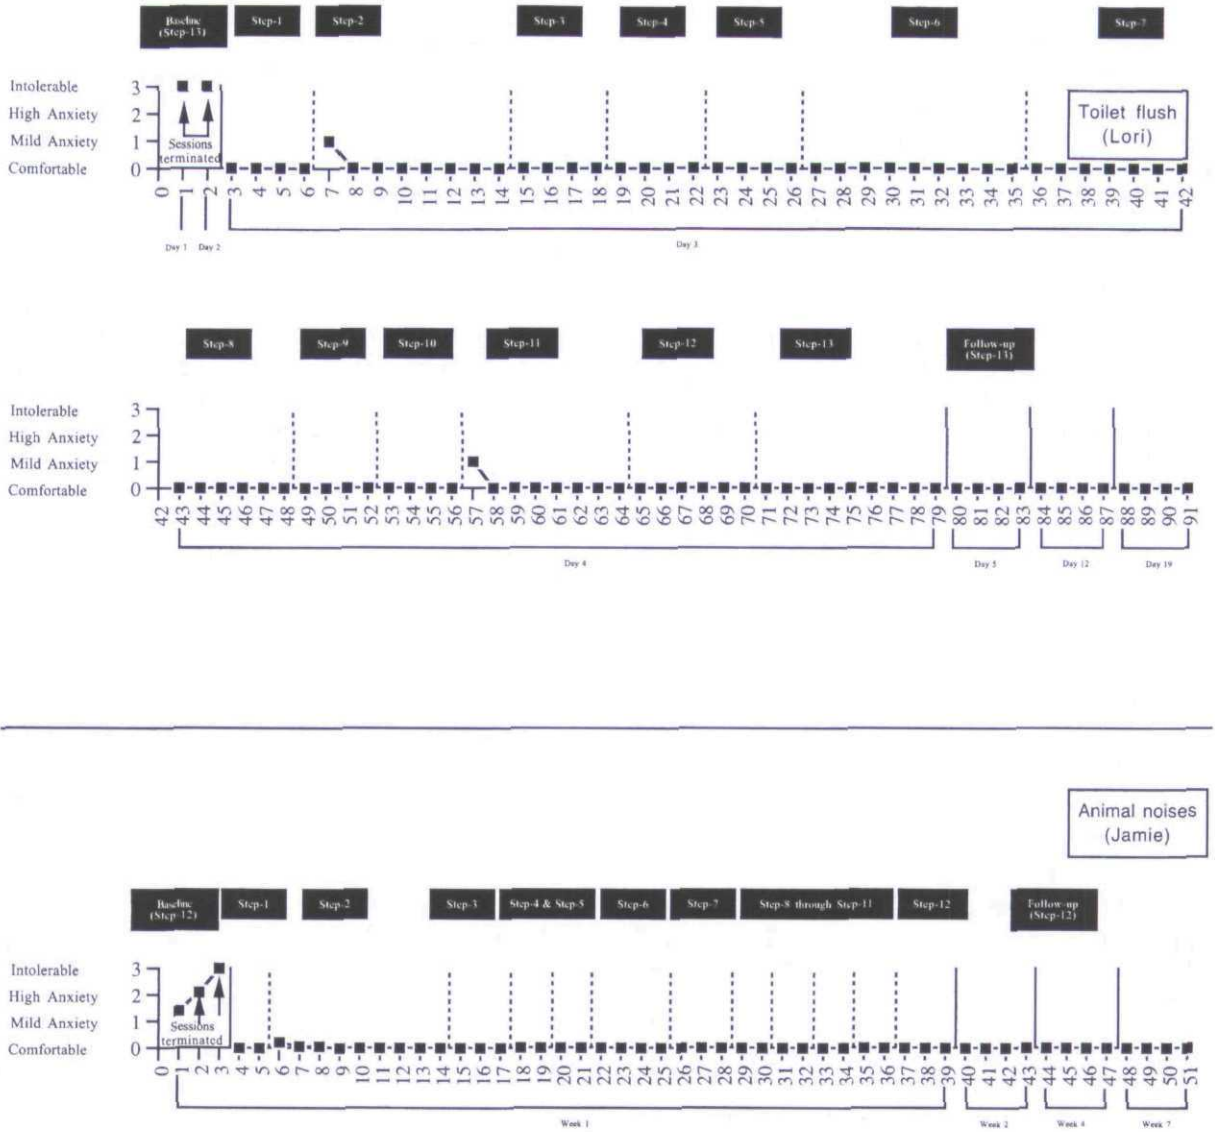 Baseline Step-1 Step-2 Step-3 Step-4 Step-5 Step-6 Step-7
(Step-13)
Intolerable 3
High Anxiety 2
Mild Anxiety 1
Comfortable 0
Sessions
terminated
Toilet flush
(Lori)
0 1 2 3 4 5 6 7 8 9 10 11 12 13 14 15 16 17 18 19 20 21 22 23 24 25 26 27 28 29 30 31 32 33 34 35 36 37 38 39 40 41 42
Day 1 Day 2 Day 3
Step-8 Step-9 Step-10 Step-11 Step-12 Step-13 Follow-up
(Step-13)
Intolerable 3
High Anxiety 2
Mild Anxiety 1
Comfortable 0
42 43 44 45 46 47 48 49 50 51 52 53 54 55 56 57 58 59 60 61 62 63 64 65 66 67 68 69 70 71 72 73 74 75 76 77 78 79 80 81 82 83 84 85 86 87 88 89 90 91
Day 4 Day 5 Day 12 Day 19
Animal noises
(Jamie)
Baseline Step-1 Step-2 Step-3 Step-4 & Step-5 Step-6 Step-7 Step-8 through Step-11 Step-12 Follow-up
(Step-12) (Step-12)
Intolerable 3
High Anxiety 2
Mild Anxiety 1
Comfortable 0
Sessions
terminated
0 1 2 3 4 5 6 7 8 9 10 11 12 13 14 15 16 17 18 19 20 21 22 23 24 25 26 27 28 29 30 31 32 33 34 35 36 37 38 39 40 41 42 43 44 45 46 47 48 49 50 51
Week 1 Week 2 Week 4 Week 7